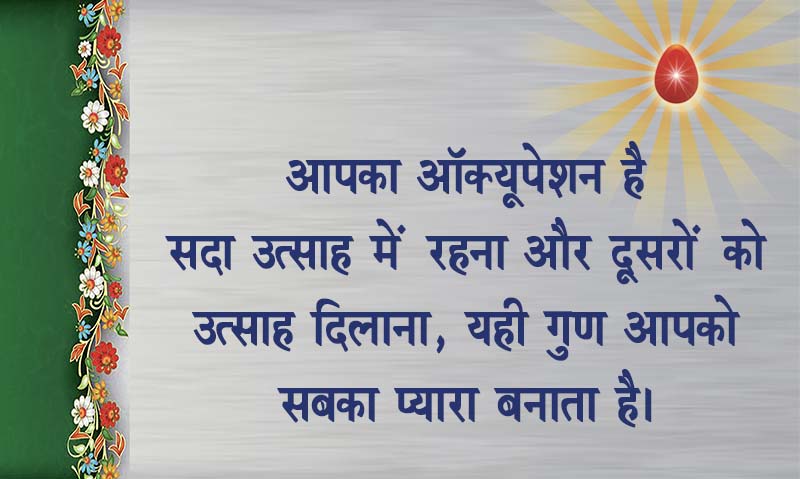 आपका ऑक्यूपेशन है
सदा उत्साह में रहना और दूसरों को
उत्साह दिलाना, यही गुण आपको
सबका प्यारा बनाता है।